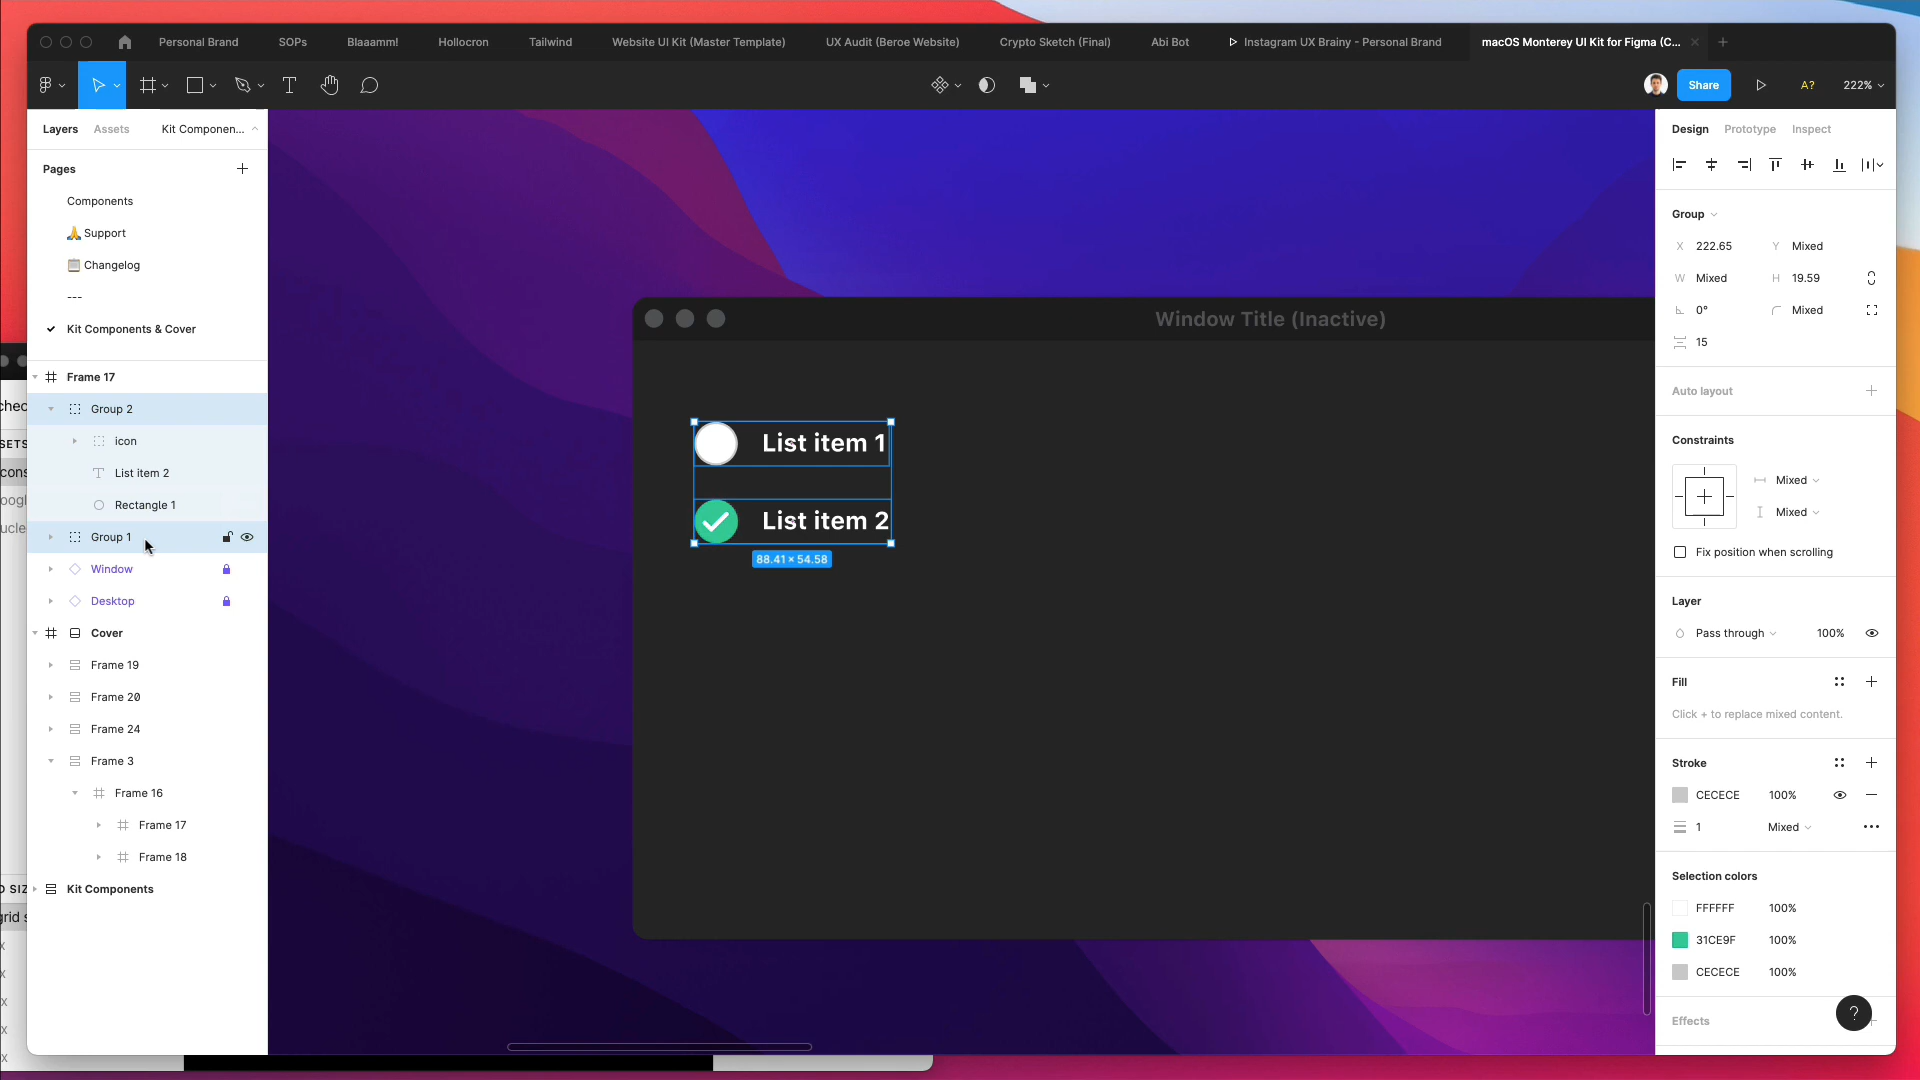 Personal Brand
SOPs
Blaaamm!
Hollocron
Tailwind
Website UI Kit (Master Template)
UX Audit (Beroe Website)
Crypto Sketch (Final)
Abi Bot
Instagram UX Brainy - Personal Brand
macOS Monterey UI Kit for Figma (C...
Share
A?
222%
Layers
Assets
Kit Componen...
Pages
Components
🙏 Support
📋 Changelog
---
Kit Components & Cover
Frame 17
Group 2
icon
List item 2
Rectangle 1
Group 1
Window
Desktop
Cover
Frame 19
Frame 20
Frame 24
Frame 3
Frame 16
Frame 17
Frame 18
Kit Components
Window Title (Inactive)
List item 1
List item 2
88.41 × 54.58
Design
Prototype
Inspect
Group
X 222.65
Y Mixed
W Mixed
H 19.59
0°
Mixed
15
Auto layout
Constraints
Mixed
Mixed
Fix position when scrolling
Layer
Pass through
100%
Fill
Click + to replace mixed content.
Stroke
CECECE 100%
1
Mixed
Selection colors
FFFFFF 100%
31CE9F 100%
CECECE 100%
Effects
?